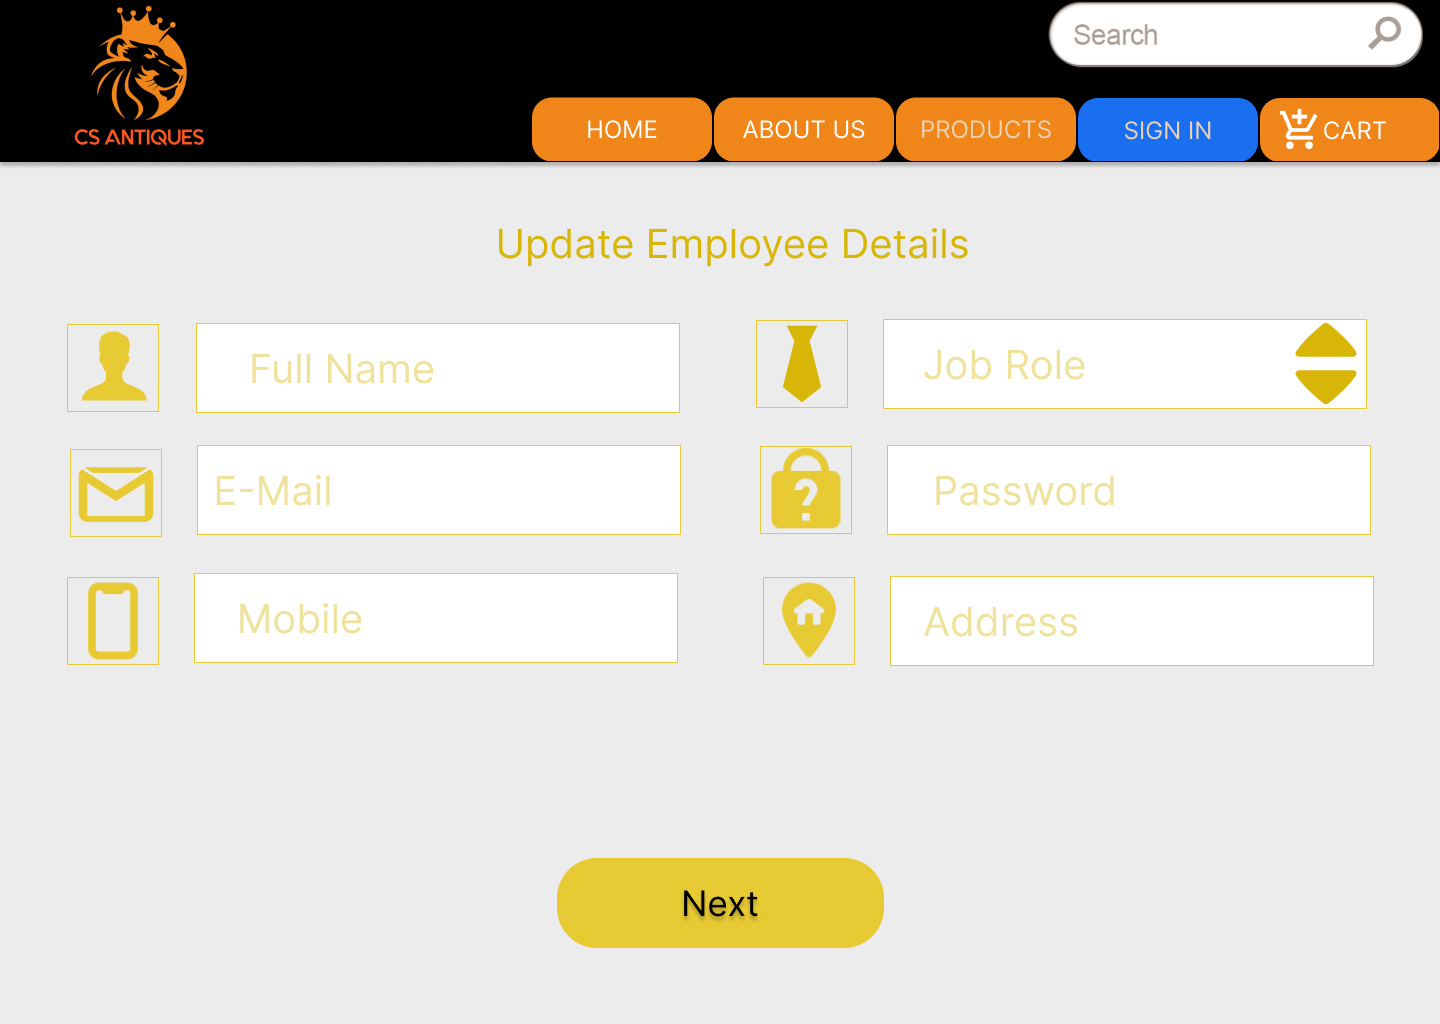 CS ANTIQUES
Search
HOME
ABOUT US
PRODUCTS
SIGN IN
CART
Update Employee Details
Full Name
Job Role
E-Mail
?
Password
Mobile
Address
Next